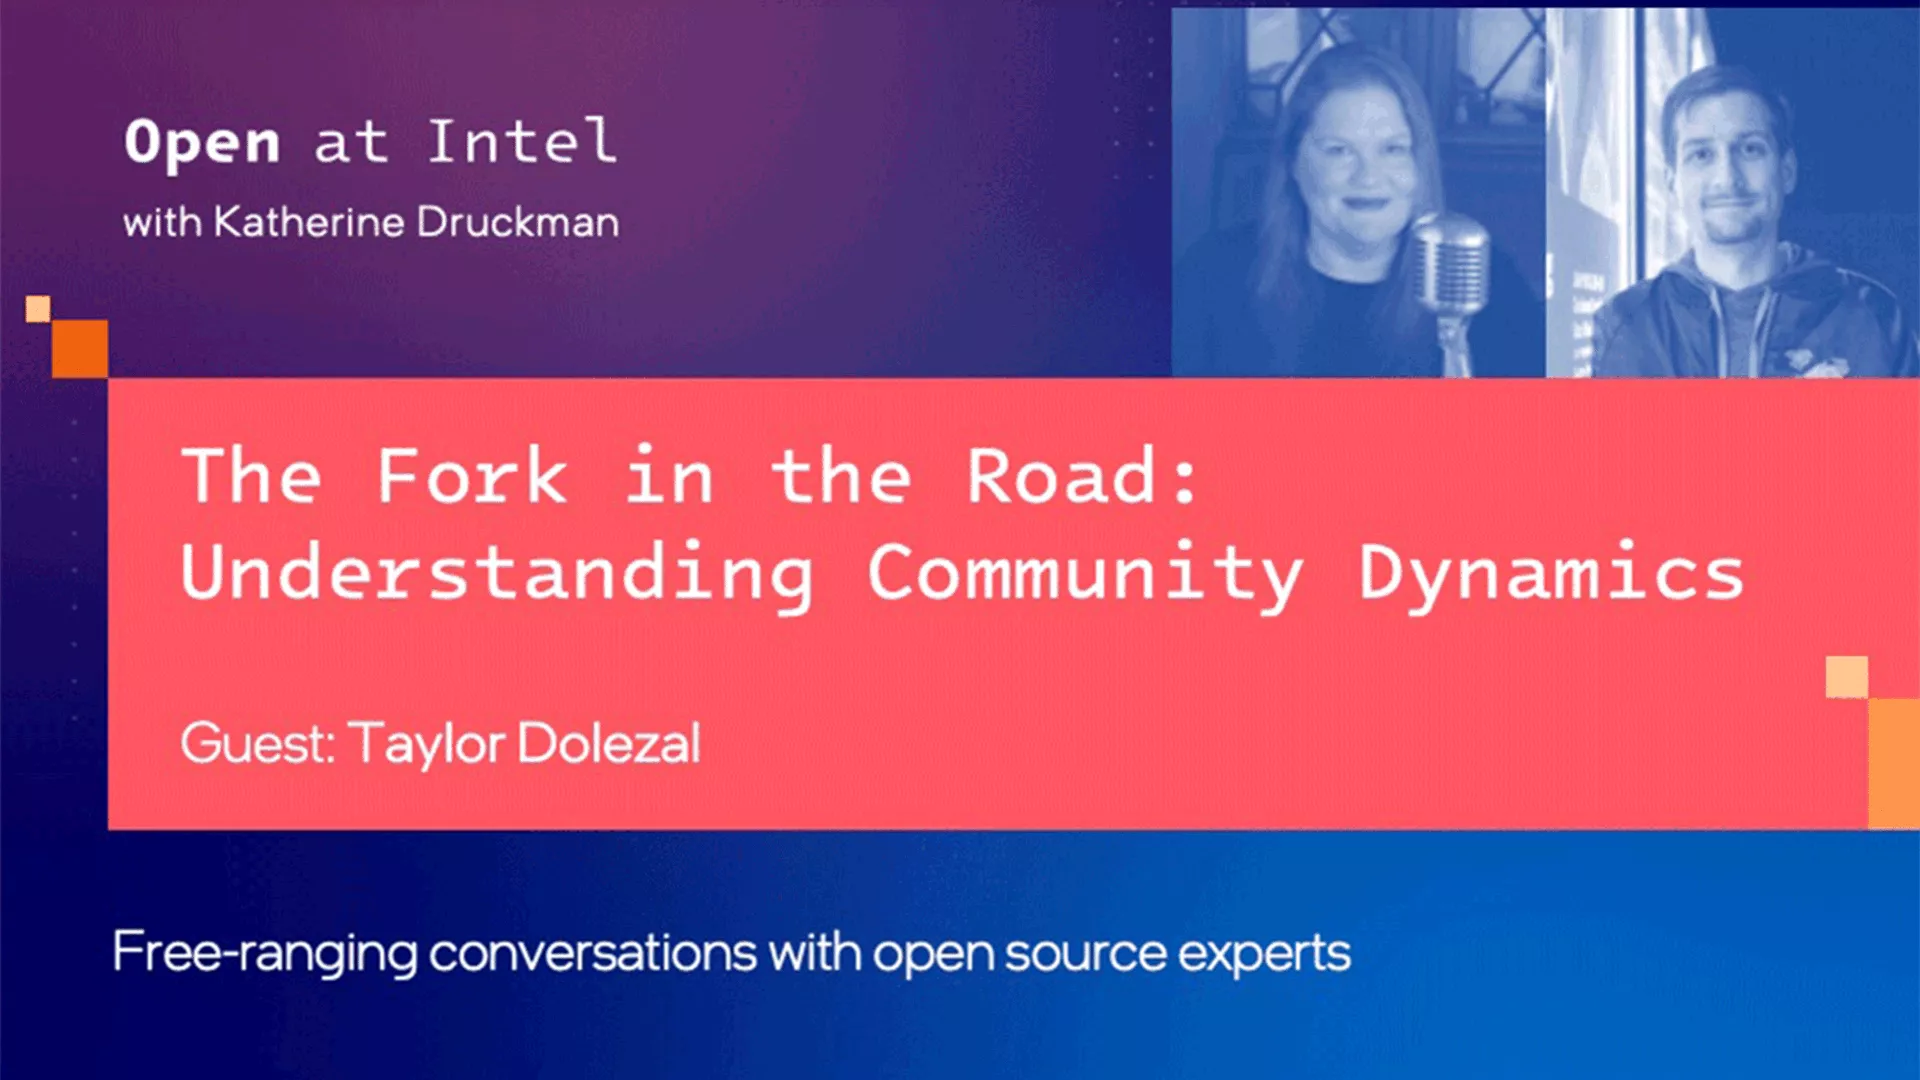 Open at Intel
with Katherine Druckman
The Fork in the Road:
Understanding Community Dynamics
Guest: Taylor Dolezal
Free-ranging conversations with open source experts